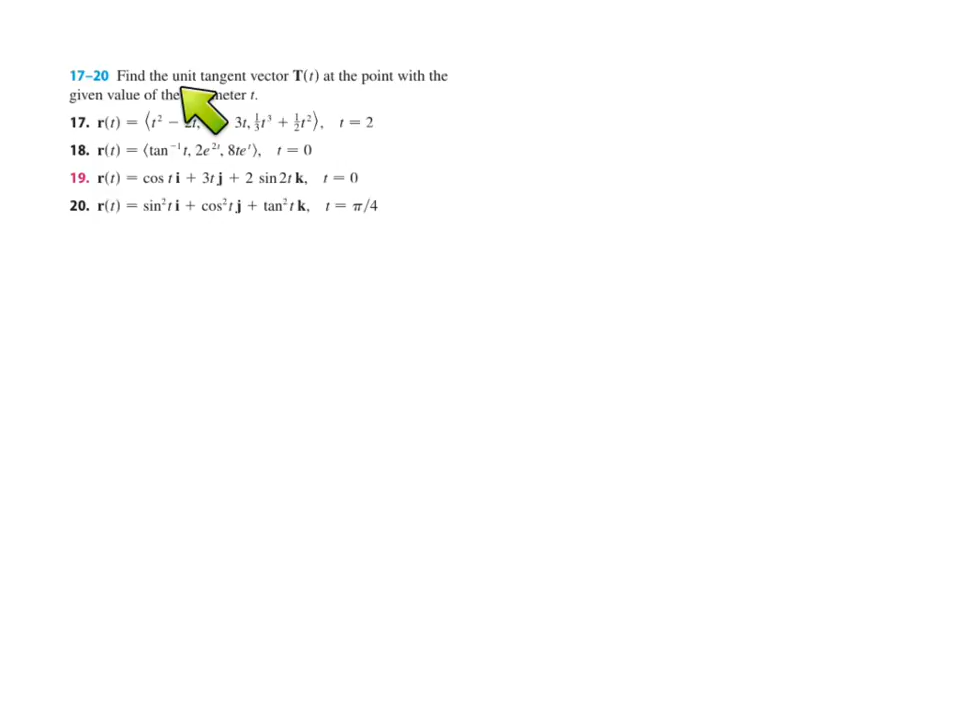 17–20 Find the unit tangent vector T(t) at the point with the
given value of the t.
17. r(t) = ⟨t² − 3t, ⅓t³ + ½t²⟩, t = 2
18. r(t) = ⟨tan⁻¹t, 2e²ᵗ, 8teᵗ⟩, t = 0
19. r(t) = cos t i + 3t j + 2 sin 2t k, t = 0
20. r(t) = sin²t i + cos²t j + tan²t k, t = π/4